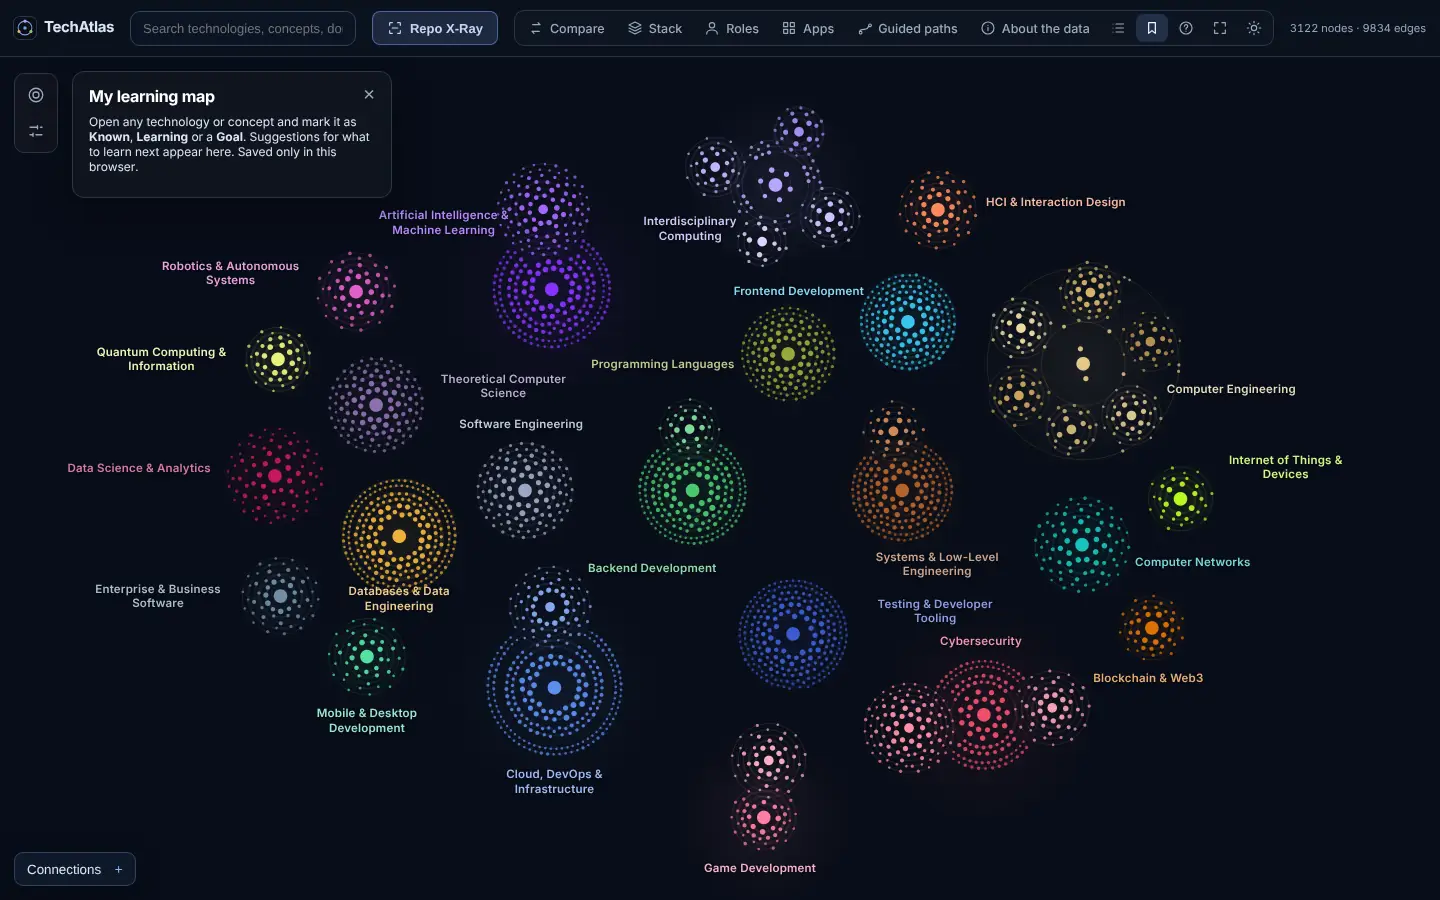 TechAtlas
Search technologies, concepts, do
Repo X-Ray
Compare
Stack
Roles
Apps
Guided paths
About the data
3122 nodes · 9834 edges
My learning map
Open any technology or concept and mark it as
Known, Learning or a Goal. Suggestions for what
to learn next appear here. Saved only in this
browser.
Artificial Intelligence &
Machine Learning
Interdisciplinary
Computing
HCI & Interaction Design
Robotics & Autonomous
Systems
Frontend Development
Quantum Computing &
Information
Programming Languages
Theoretical Computer
Science
Computer Engineering
Software Engineering
Data Science & Analytics
Internet of Things &
Devices
Systems & Low-Level
Engineering
Computer Networks
Backend Development
Enterprise & Business
Software
Databases & Data
Engineering
Testing & Developer
Tooling
Cybersecurity
Blockchain & Web3
Mobile & Desktop
Development
Cloud, DevOps &
Infrastructure
Game Development
Connections +